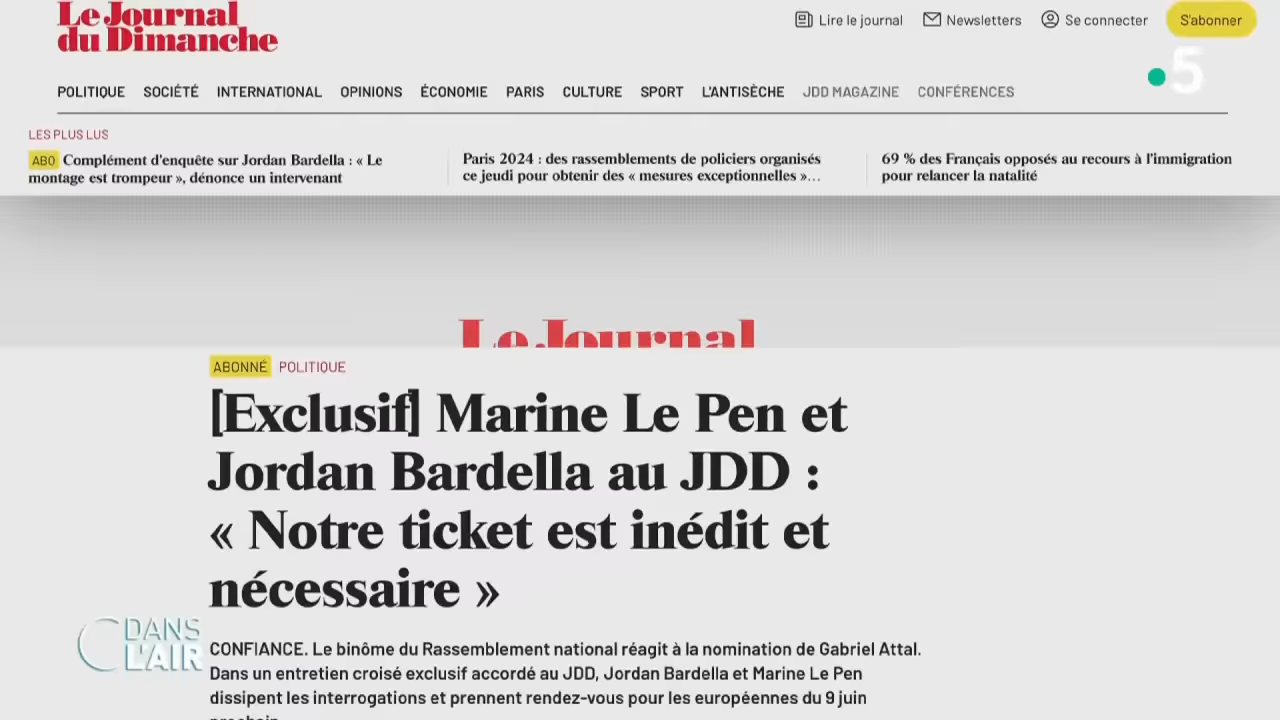 Le Journal
du Dimanche
Lire le journal
Newsletters
Se connecter
S'abonner
5
POLITIQUE SOCIÉTÉ INTERNATIONAL OPINIONS ÉCONOMIE PARIS CULTURE SPORT L'ANTISÈCHE JDD MAGAZINE CONFÉRENCES
LES PLUS LUS
ABO Complément d'enquête sur Jordan Bardella : « Le
montage est trompeur », dénonce un intervenant
Paris 2024 : des rassemblements de policiers organisés
ce jeudi pour obtenir des « mesures exceptionnelles »...
69 % des Français opposés au recours à l'immigration
pour relancer la natalité
Le Journal
ABONNÉ POLITIQUE
[Exclusif] Marine Le Pen et
Jordan Bardella au JDD :
« Notre ticket est inédit et
nécessaire »
C DANS
L'AIR
CONFIANCE. Le binôme du Rassemblement national réagit à la nomination de Gabriel Attal.
Dans un entretien croisé exclusif accordé au JDD, Jordan Bardella et Marine Le Pen
dissipent les interrogations et prennent rendez-vous pour les européennes du 9 juin
prochain